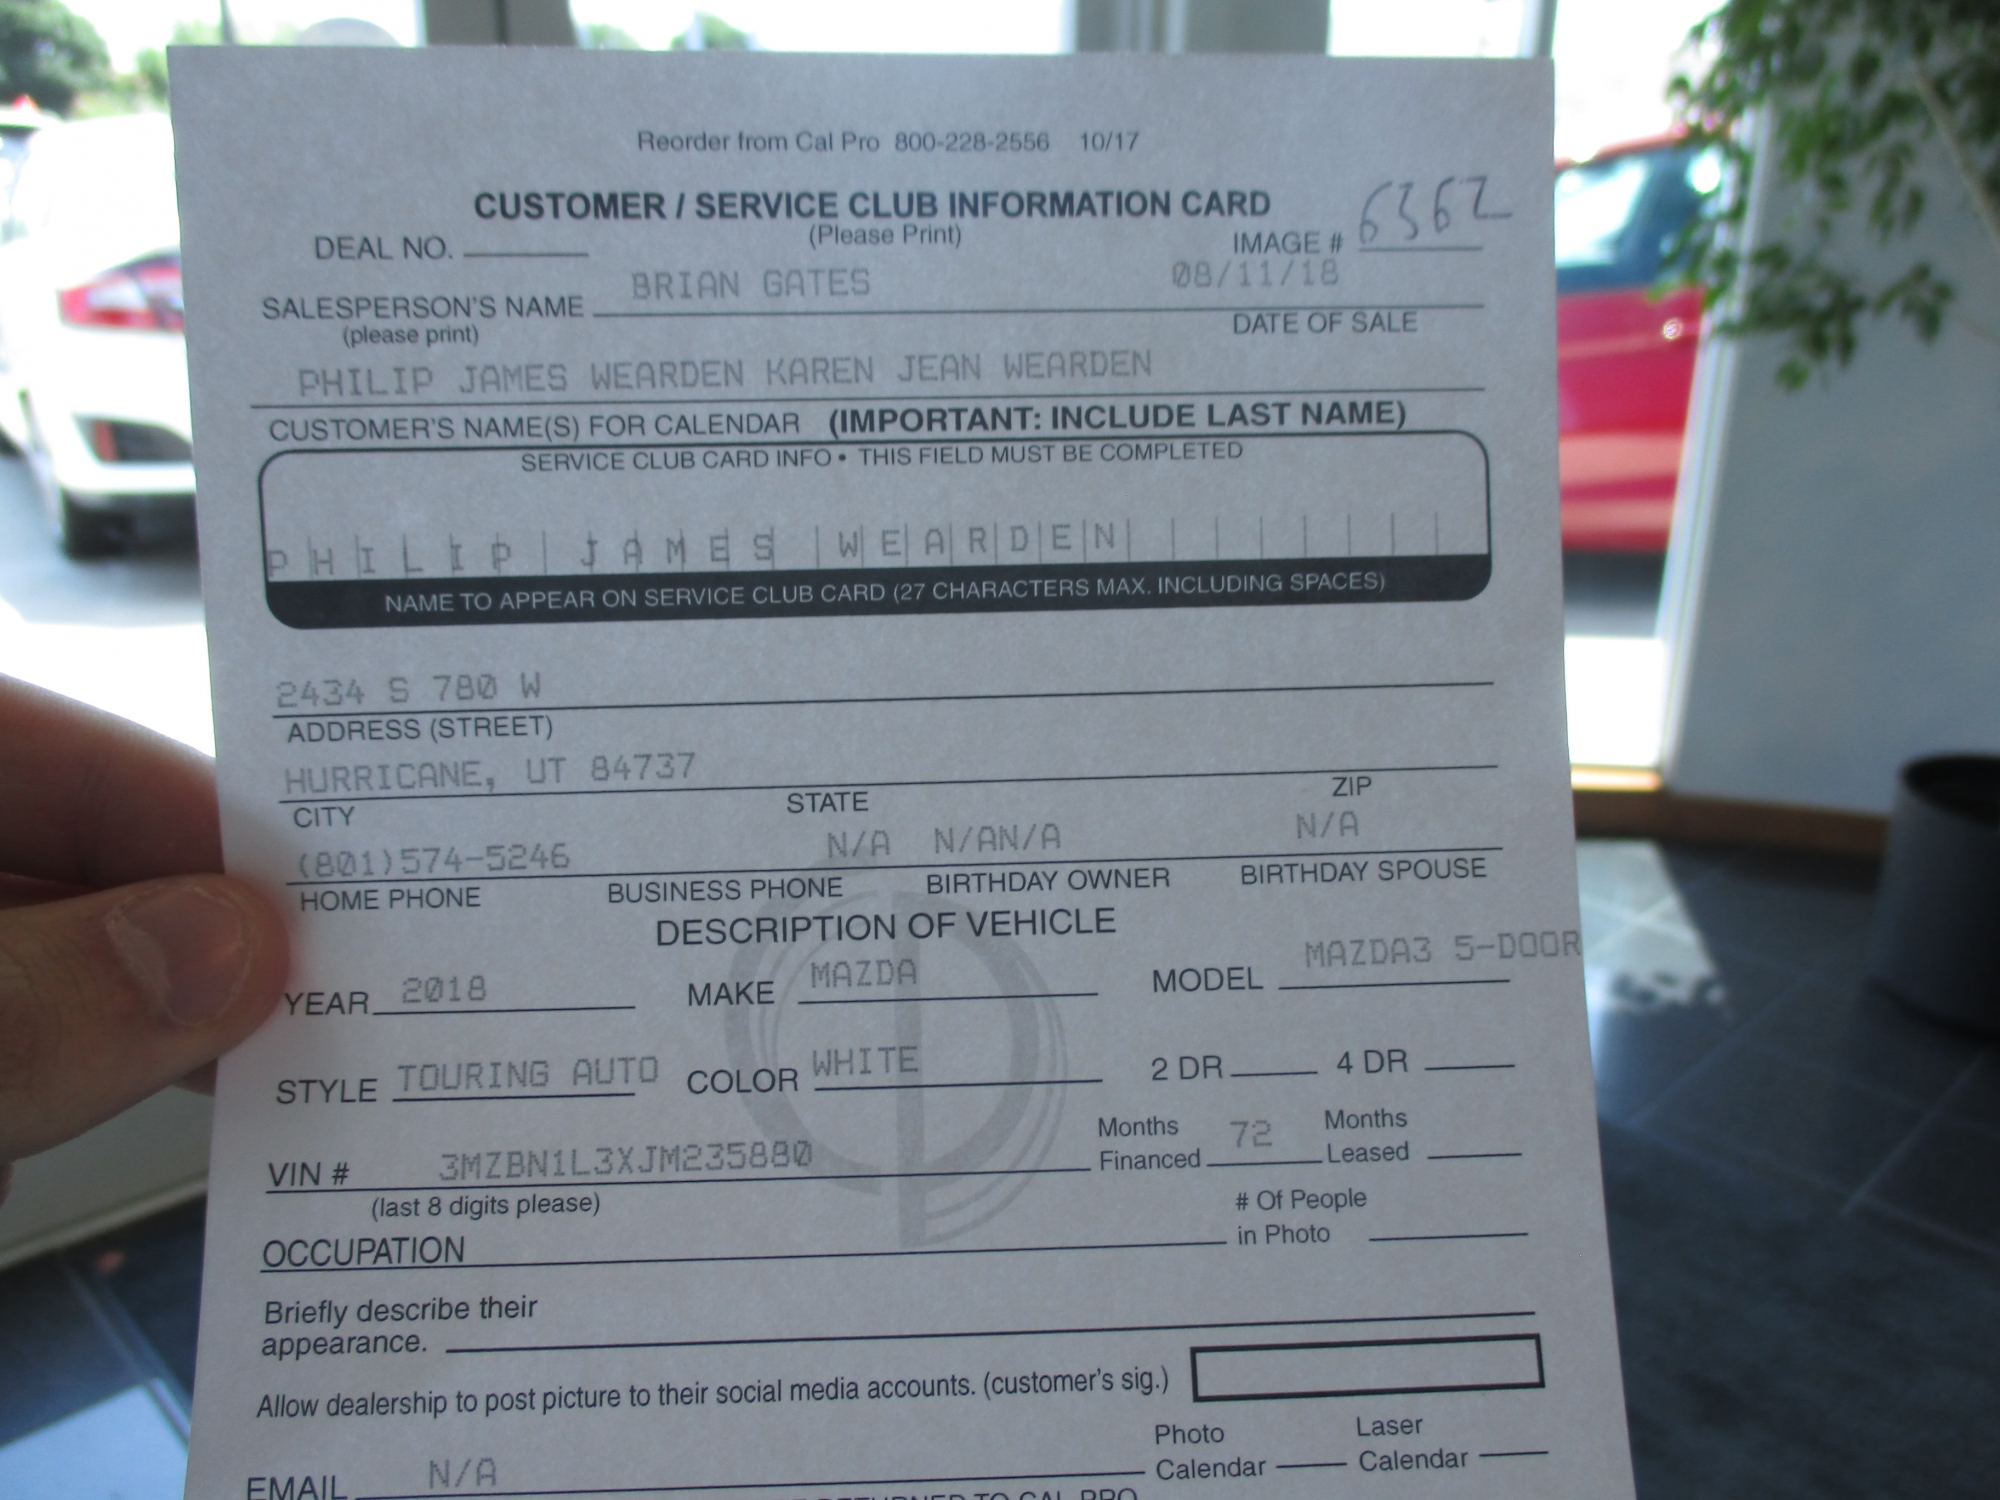 Reorder from Cal Pro 800-228-2556 10/17
CUSTOMER / SERVICE CLUB INFORMATION CARD
(Please Print)
DEAL NO.
IMAGE # 6362
SALESPERSON'S NAME BRIAN GATES 08/11/18
(please print) DATE OF SALE
PHILIP JAMES WEARDEN KAREN JEAN WEARDEN
CUSTOMER'S NAME(S) FOR CALENDAR (IMPORTANT: INCLUDE LAST NAME)
SERVICE CLUB CARD INFO • THIS FIELD MUST BE COMPLETED
PHILIP JAMES WEARDEN
NAME TO APPEAR ON SERVICE CLUB CARD (27 CHARACTERS MAX. INCLUDING SPACES)
2434 S 780 W
ADDRESS (STREET)
HURRICANE, UT 84737
CITY STATE ZIP
(801)574-5246 N/A N/AN/A N/A
HOME PHONE BUSINESS PHONE BIRTHDAY OWNER BIRTHDAY SPOUSE
DESCRIPTION OF VEHICLE
YEAR 2018 MAKE MAZDA MODEL MAZDA3 5-DOOR
STYLE TOURING AUTO COLOR WHITE 2 DR 4 DR
VIN # 3MZBN1L3XJM235880 Months Financed 72 Months Leased
(last 8 digits please)
OCCUPATION # Of People in Photo
Briefly describe their
appearance.
Allow dealership to post picture to their social media accounts. (customer's sig.)
EMAIL N/A Photo Calendar Laser Calendar
RETURNED TO CAL PRO